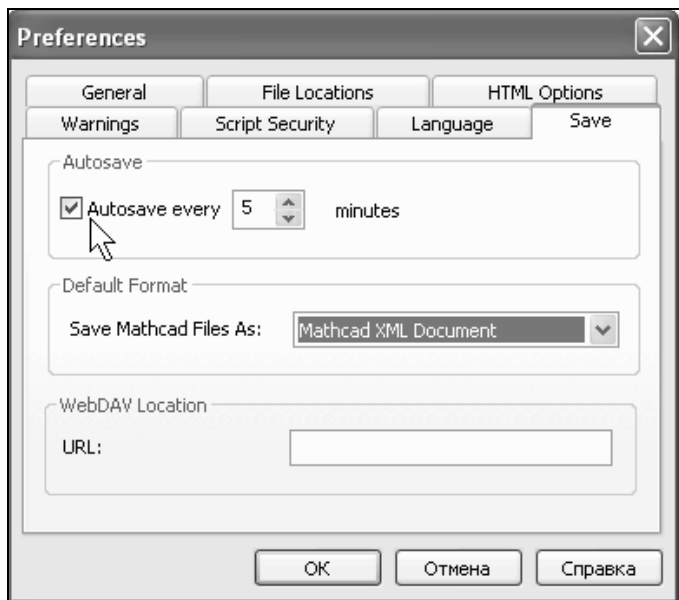 Preferences
General File Locations HTML Options
Warnings Script Security Language Save
Autosave
Autosave every 5 minutes
Default Format
Save Mathcad Files As: Mathcad XML Document
WebDAV Location
URL:
OK Отмена Справка